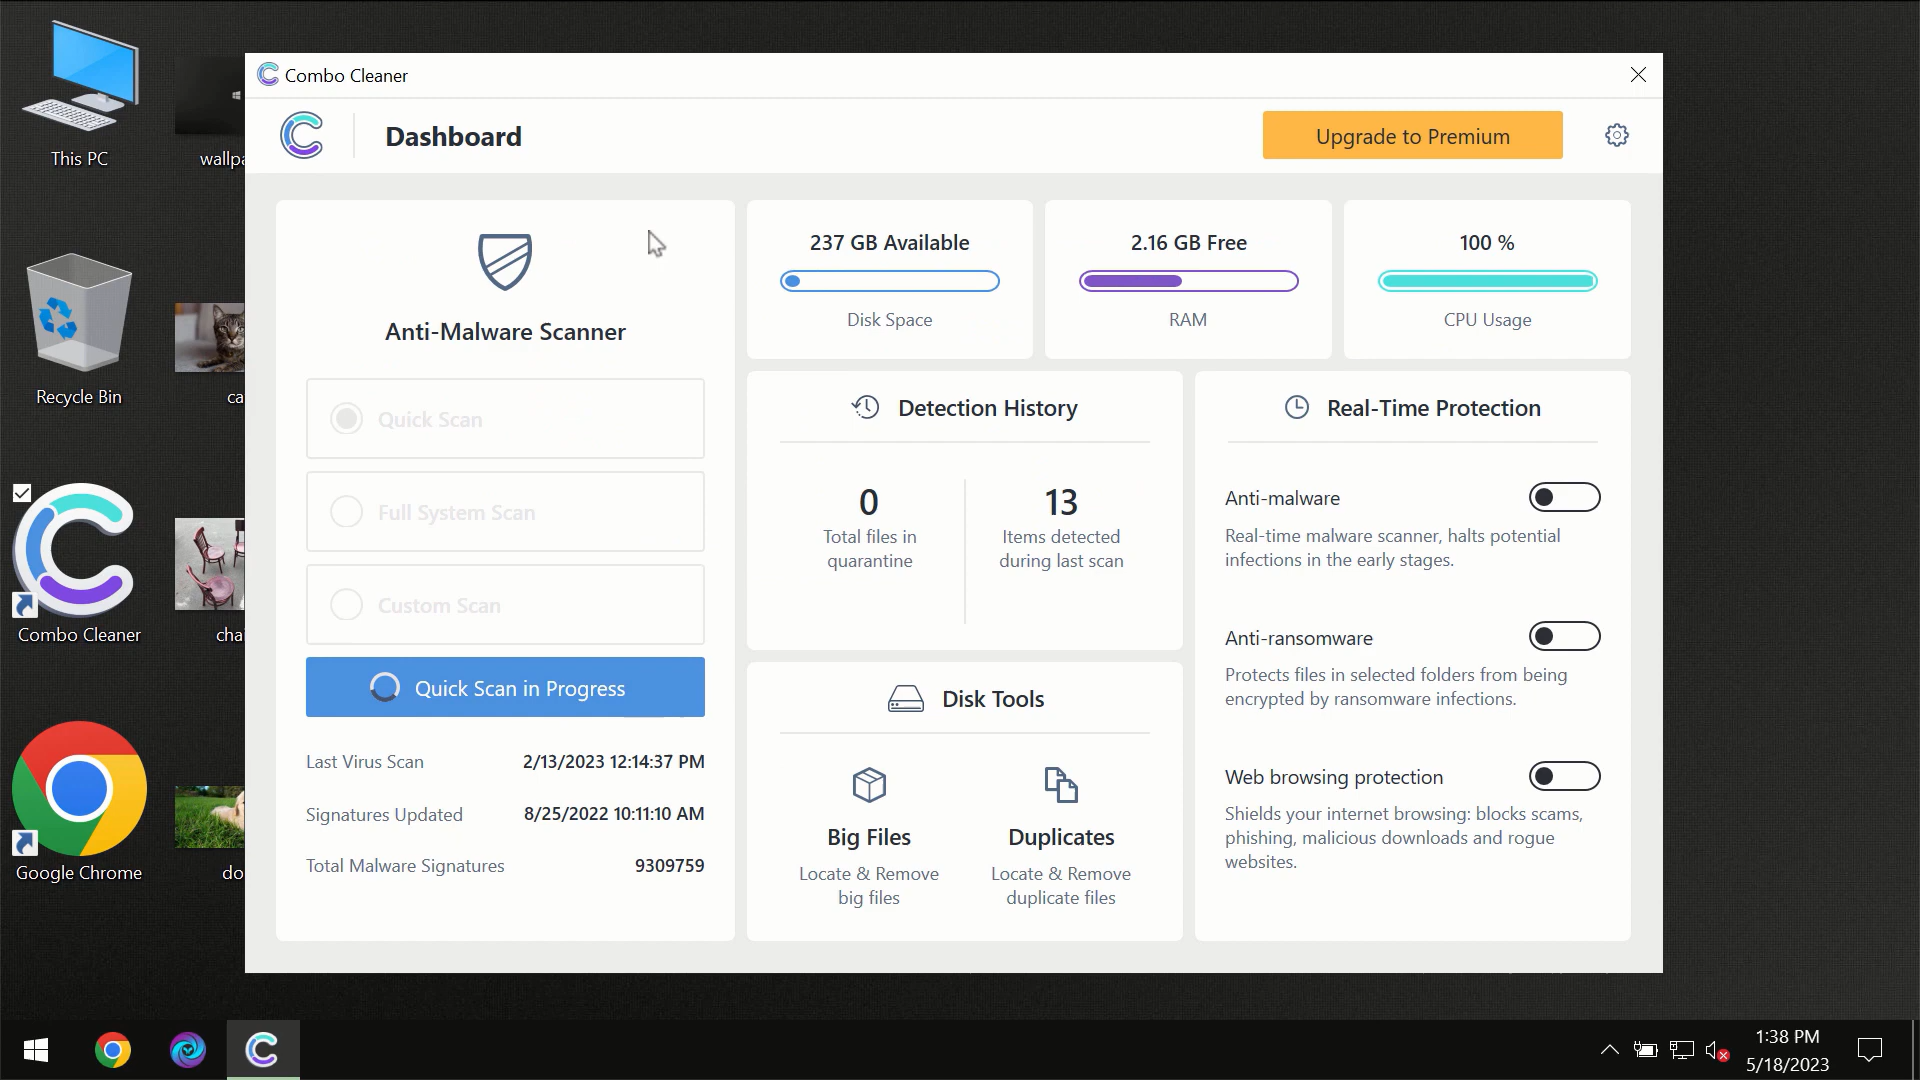 This PC
wallpa
Recycle Bin
ca
Combo Cleaner
chai
Google Chrome
do
Combo Cleaner
Dashboard
Upgrade to Premium
Anti-Malware Scanner
Quick Scan
Full System Scan
Custom Scan
Quick Scan in Progress
Last Virus Scan 2/13/2023 12:14:37 PM
Signatures Updated 8/25/2022 10:11:10 AM
Total Malware Signatures 9309759
237 GB Available
Disk Space
2.16 GB Free
RAM
100 %
CPU Usage
Detection History
0
Total files in
quarantine
13
Items detected
during last scan
Disk Tools
Big Files
Locate & Remove
big files
Duplicates
Locate & Remove
duplicate files
Real-Time Protection
Anti-malware
Real-time malware scanner, halts potential
infections in the early stages.
Anti-ransomware
Protects files in selected folders from being
encrypted by ransomware infections.
Web browsing protection
Shields your internet browsing: blocks scams,
phishing, malicious downloads and rogue
websites.
1:38 PM
5/18/2023